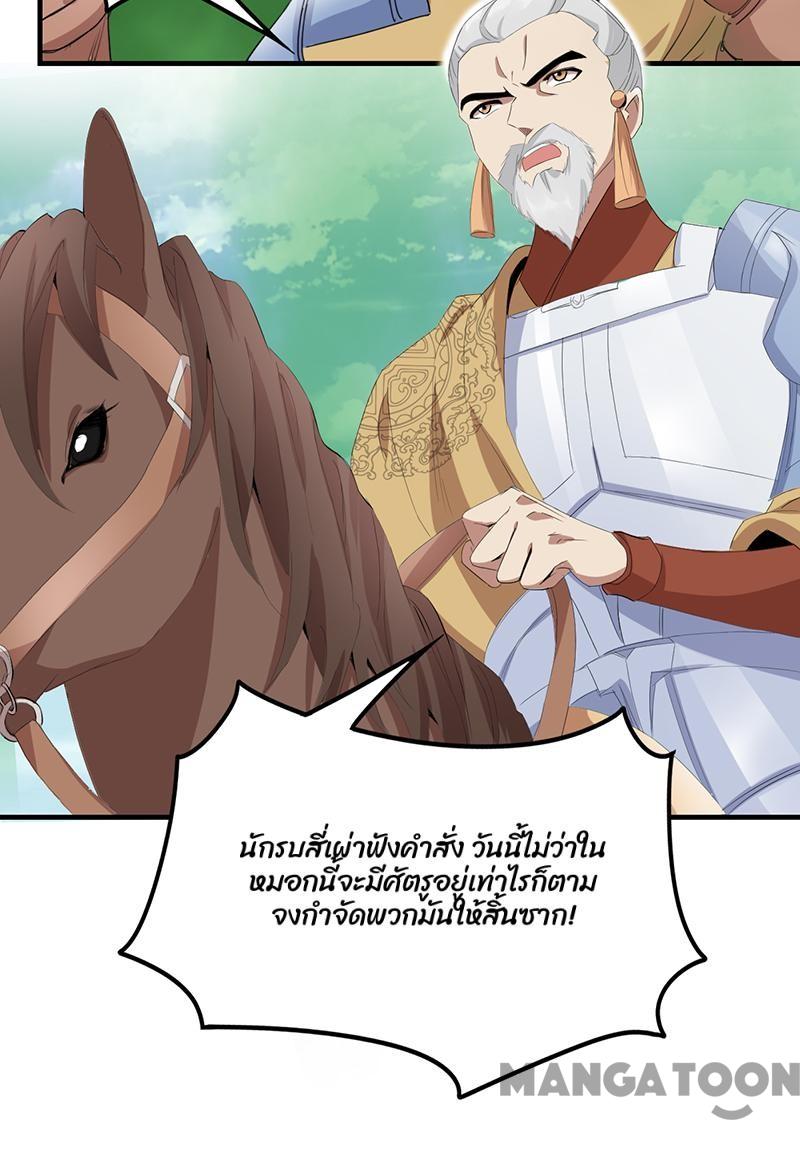 นักรบสี่เผ่าฟังคำสั่ง วันนี้ไม่ว่าใน
หมอกนี้จะมีศัตรูอยู่เท่าไรก็ตาม
จงกำจัดพวกมันให้สิ้นซาก!
MANGATOON